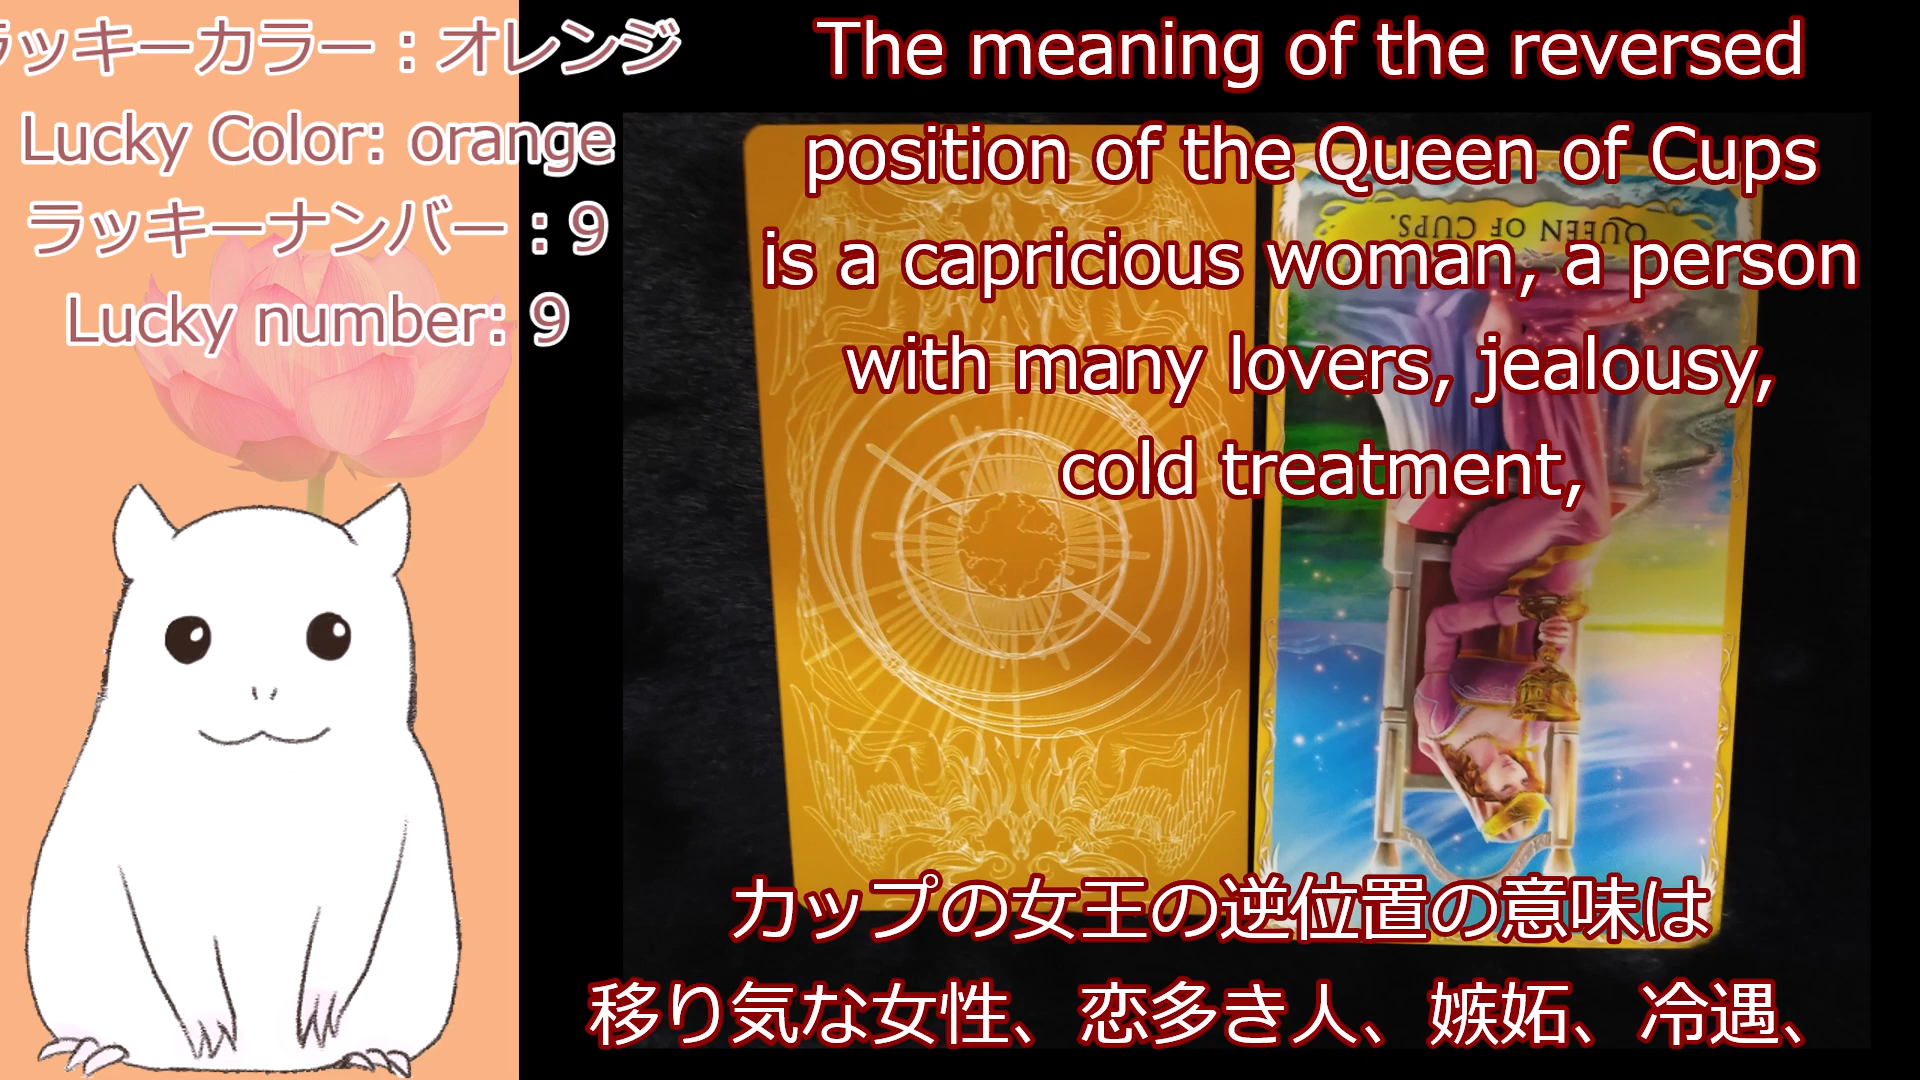 ラッキーカラー：オレンジ
Lucky Color: orange
ラッキーナンバー：9
Lucky number: 9
The meaning of the reversed
position of the Queen of Cups
is a capricious woman, a person
with many lovers, jealousy,
cold treatment,
QUEEN OF CUPS.
カップの女王の逆位置の意味は
移り気な女性、恋多き人、嫉妬、冷遇、